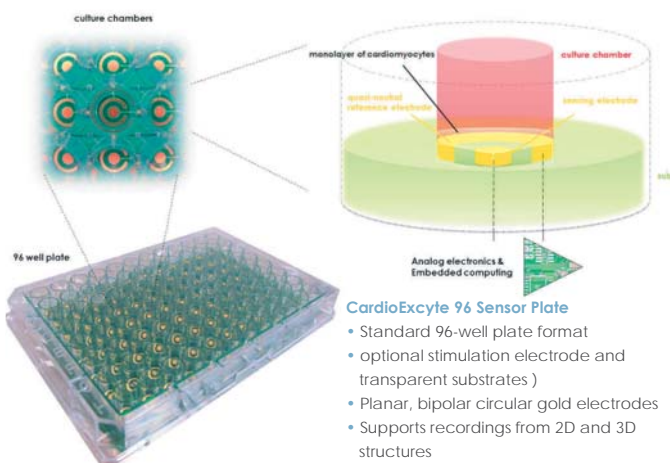 culture chambers
monolayer of cardiomyocytes
culture chamber
quasi-neutral
reference electrode
sensing electrode
96 well plate
Analog electronics &
Embedded computing
CardioExcyte 96 Sensor Plate
• Standard 96-well plate format
• optional stimulation electrode and
transparent substrates )
• Planar, bipolar circular gold electrodes
• Supports recordings from 2D and 3D
structures